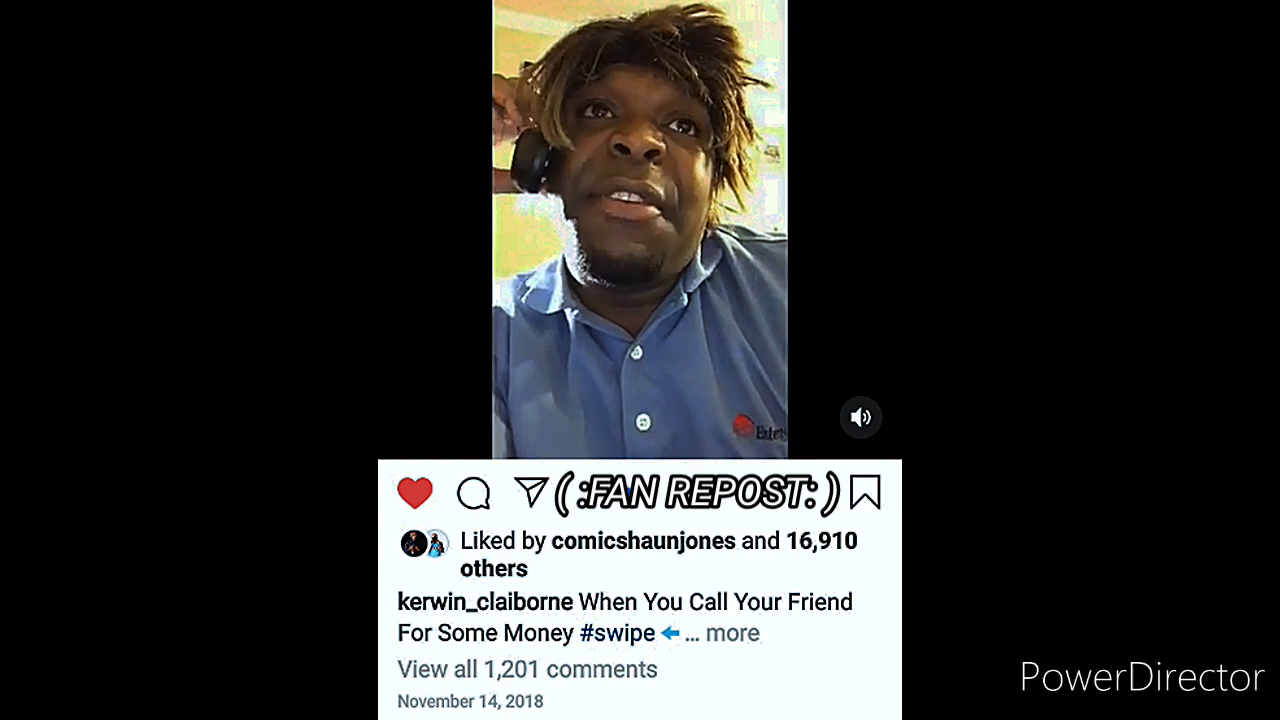 (:FAN REPOST:)
Liked by comicshaunjones and 16,910
others
kerwin_claiborne When You Call Your Friend
For Some Money #swipe ... more
View all 1,201 comments
November 14, 2018
PowerDirector